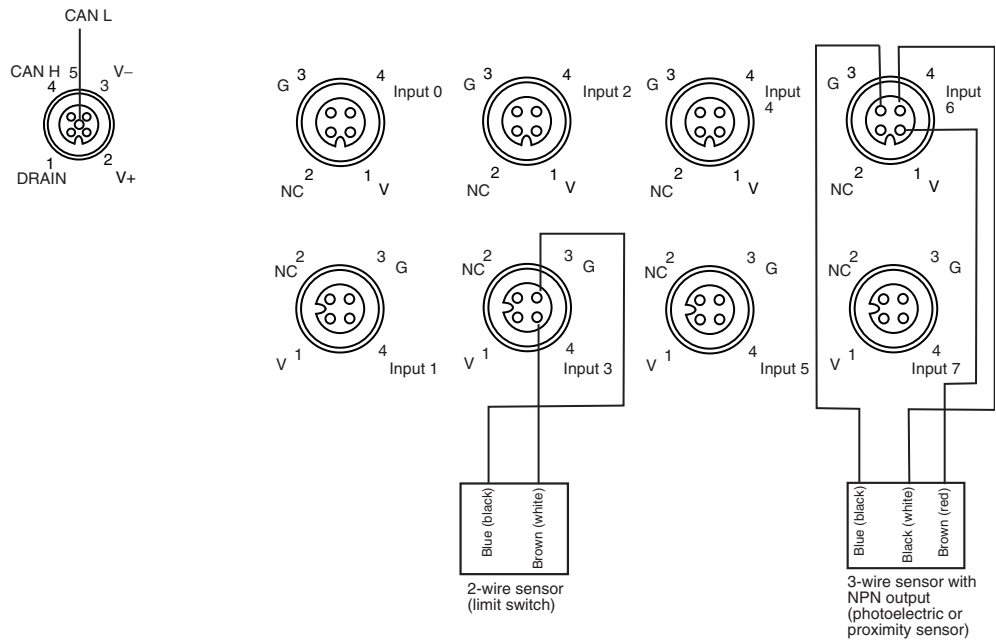 CAN L
CAN H 5 V–
4 3
1 2
DRAIN V+
3 4
G Input 0
2 1
NC V
3 4
G Input 2
2 1
NC V
3 4
G Input
4
2 1
NC V
3 4
G Input
6
2 1
NC V
NC 2 3 G
V 1 4
Input 1
NC 2 3 G
V 1 4
Input 3
NC 2 3 G
V 1 4
Input 5
NC 2 3 G
V 1 4
Input 7
Blue (black)
Brown (white)
2-wire sensor
(limit switch)
Blue (black)
Black (white)
Brown (red)
3-wire sensor with
NPN output
(photoelectric or
proximity sensor)